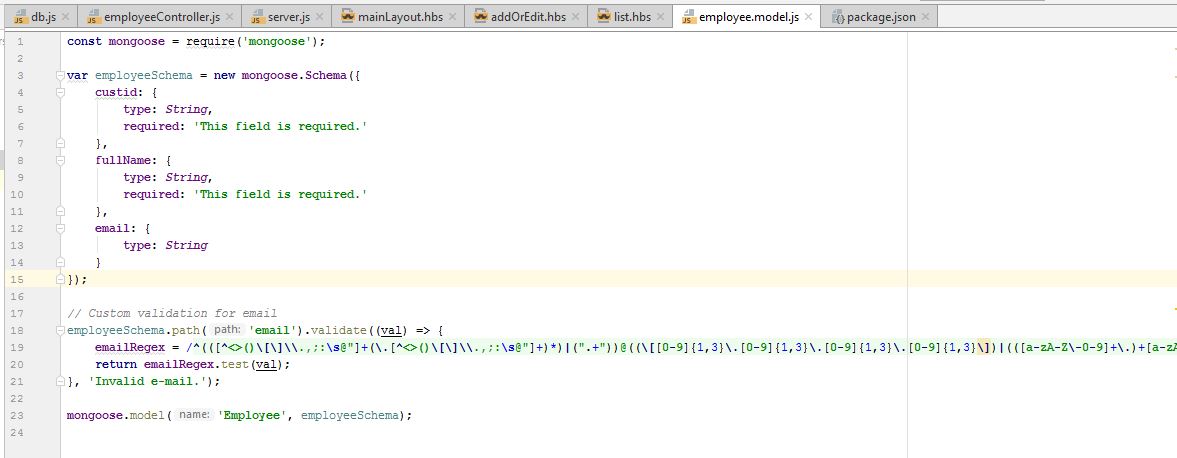 db.js employeeController.js server.js mainLayout.hbs addOrEdit.hbs list.hbs employee.model.js package.json
1 const mongoose = require('mongoose');
2
3 var employeeSchema = new mongoose.Schema({
4 custid: {
5 type: String,
6 required: 'This field is required.'
7 },
8 fullName: {
9 type: String,
10 required: 'This field is required.'
11 },
12 email: {
13 type: String
14 }
15 });
16
17 // Custom validation for email
18 employeeSchema.path( path: 'email').validate((val) => {
19 emailRegex = /^(([^<>()\[\]\\.,;:\s@"]+(\.[^<>()\[\]\\.,;:\s@"]+)*)|(".+"))@((\[[0-9]{1,3}\.[0-9]{1,3}\.[0-9]{1,3}\.[0-9]{1,3}\])|(([a-zA-Z\-0-9]+\.)+[a-zA
20 return emailRegex.test(val);
21 }, 'Invalid e-mail.');
22
23 mongoose.model( name: 'Employee', employeeSchema);
24